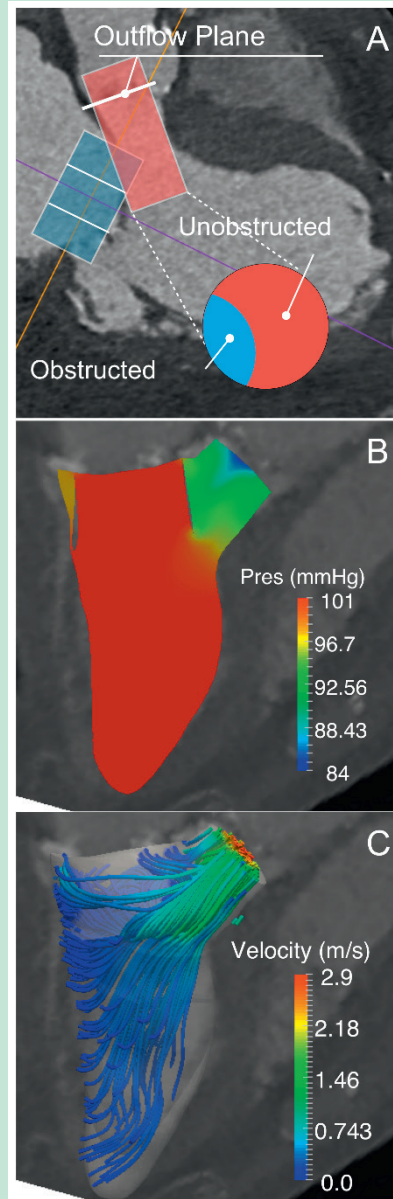 Outflow Plane
A
Unobstructed
Obstructed
B
Pres (mmHg)
101
96.7
92.56
88.43
84
C
Velocity (m/s)
2.9
2.18
1.46
0.743
0.0